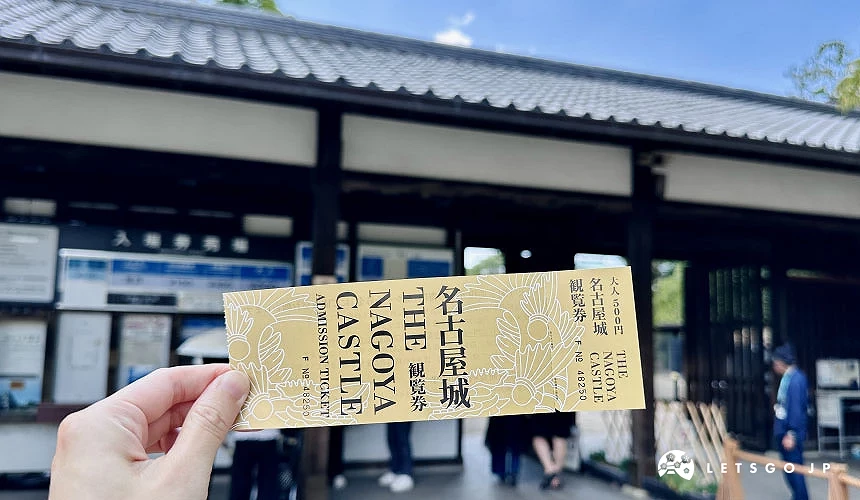 入場券売場
名古屋城
観覧券
THE
NAGOYA
CASTLE
ADMISSION TICKET
F No 48250
大人500円
名古屋城
観覧券
THE
NAGOYA
CASTLE
F No 48250
LETSGO JP